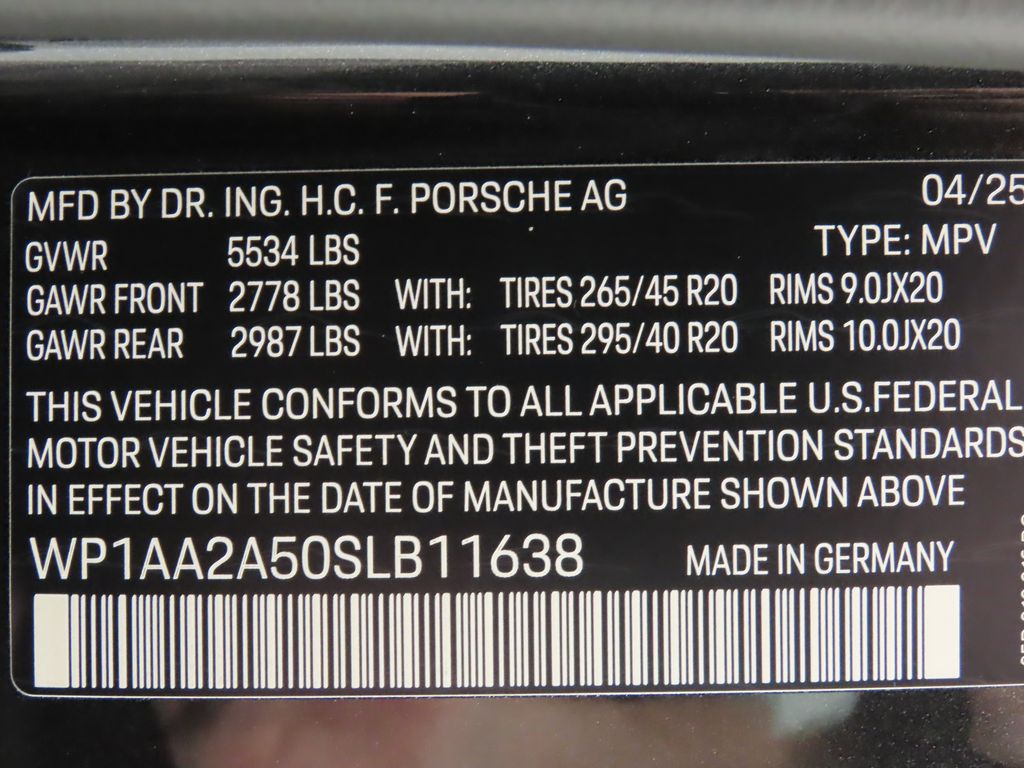 MFD BY DR. ING. H.C. F. PORSCHE AG 04/25
TYPE: MPV
GVWR 5534 LBS
GAWR FRONT 2778 LBS WITH: TIRES 265/45 R20 RIMS 9.0JX20
GAWR REAR 2987 LBS WITH: TIRES 295/40 R20 RIMS 10.0JX20
THIS VEHICLE CONFORMS TO ALL APPLICABLE U.S.FEDERAL
MOTOR VEHICLE SAFETY AND THEFT PREVENTION STANDARDS
IN EFFECT ON THE DATE OF MANUFACTURE SHOWN ABOVE
WP1AA2A50SLB11638 MADE IN GERMANY